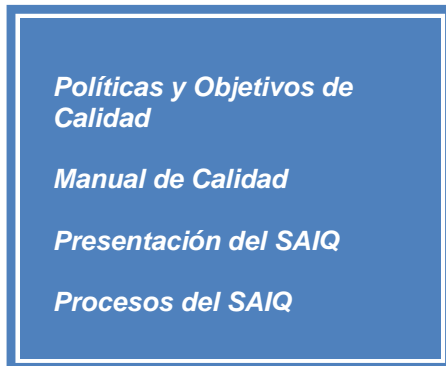 Políticas y Objetivos de
Calidad
Manual de Calidad
Presentación del SAIQ
Procesos del SAIQ